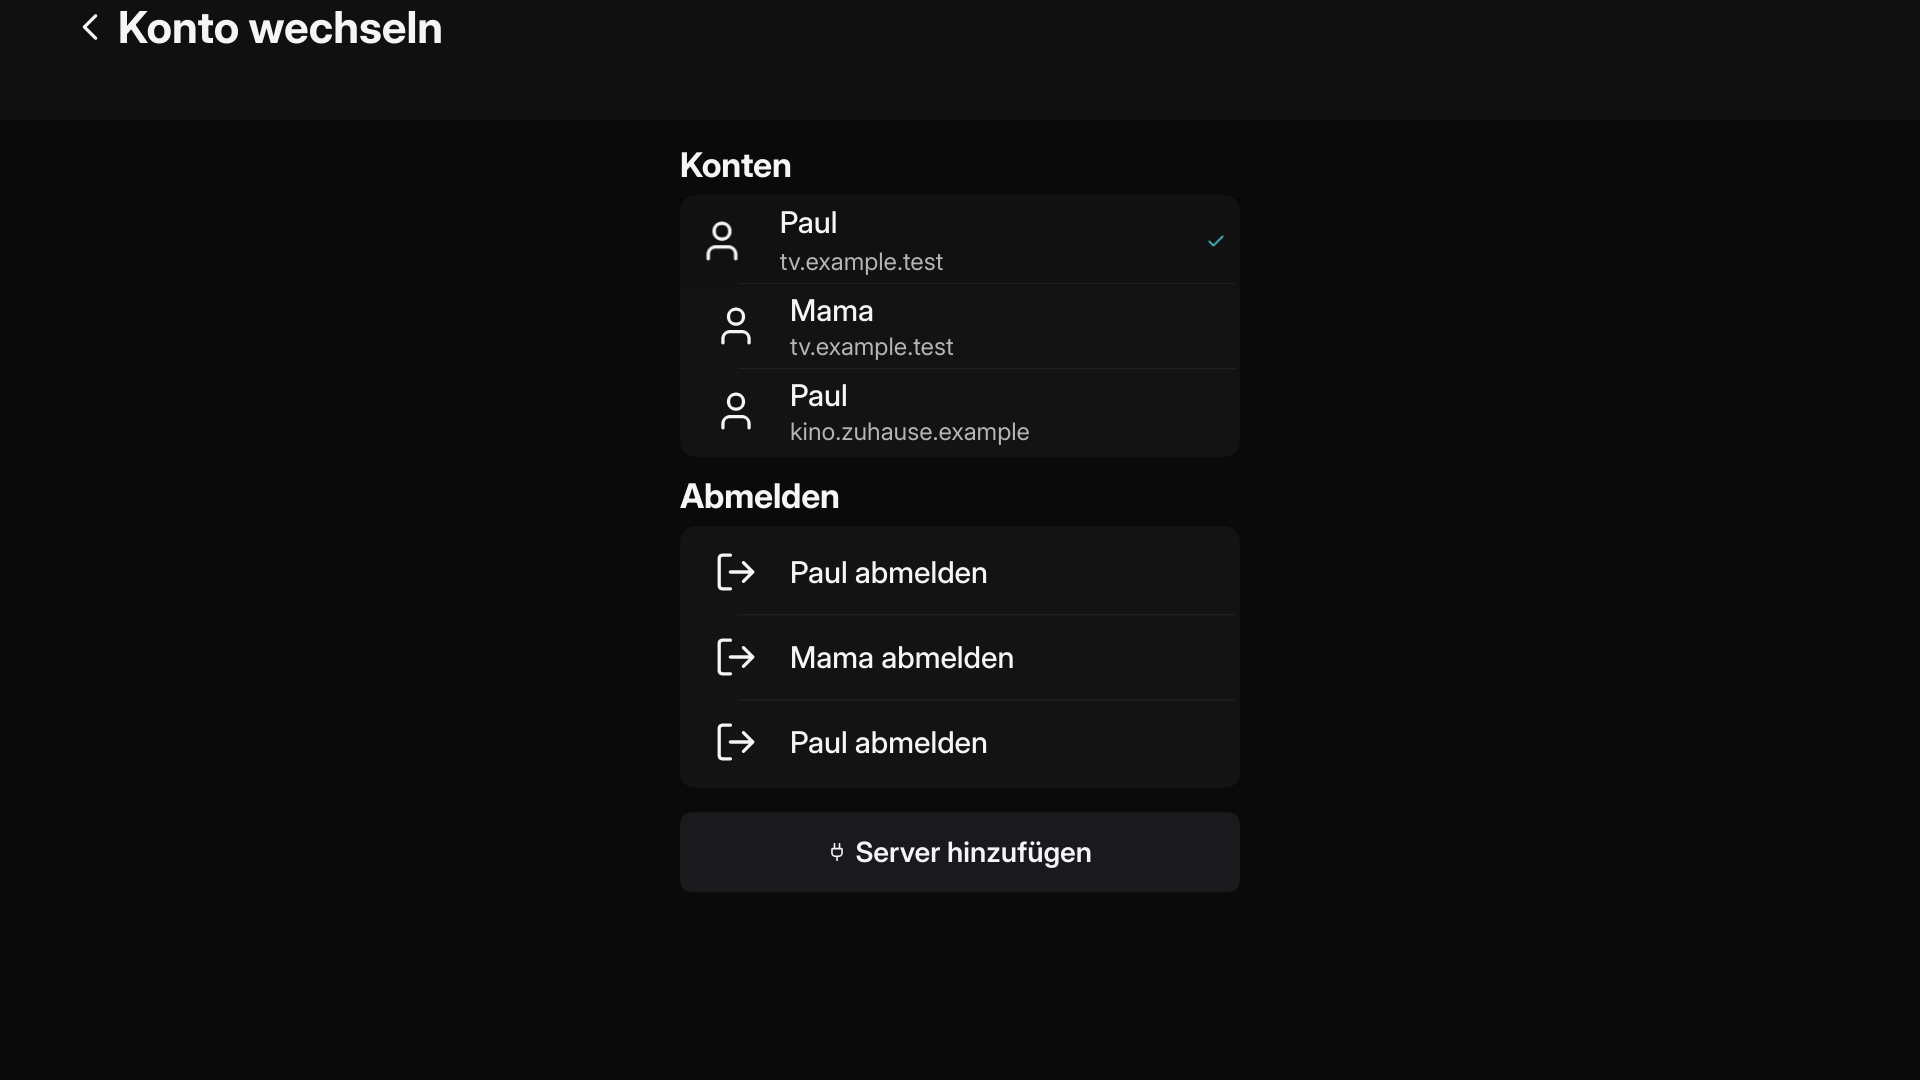 Konto wechseln
Konten
Paul
tv.example.test
Mama
tv.example.test
Paul
kino.zuhause.example
Abmelden
Paul abmelden
Mama abmelden
Paul abmelden
Server hinzufügen